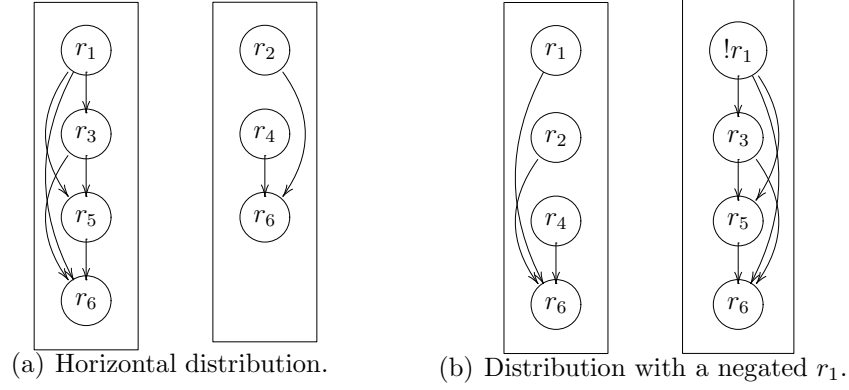 r₁ r₂ r₁ !r₁
r₃ r₄ r₂ r₃
r₅ r₆ r₄ r₅
r₆ r₆ r₆
(a) Horizontal distribution. (b) Distribution with a negated r₁.